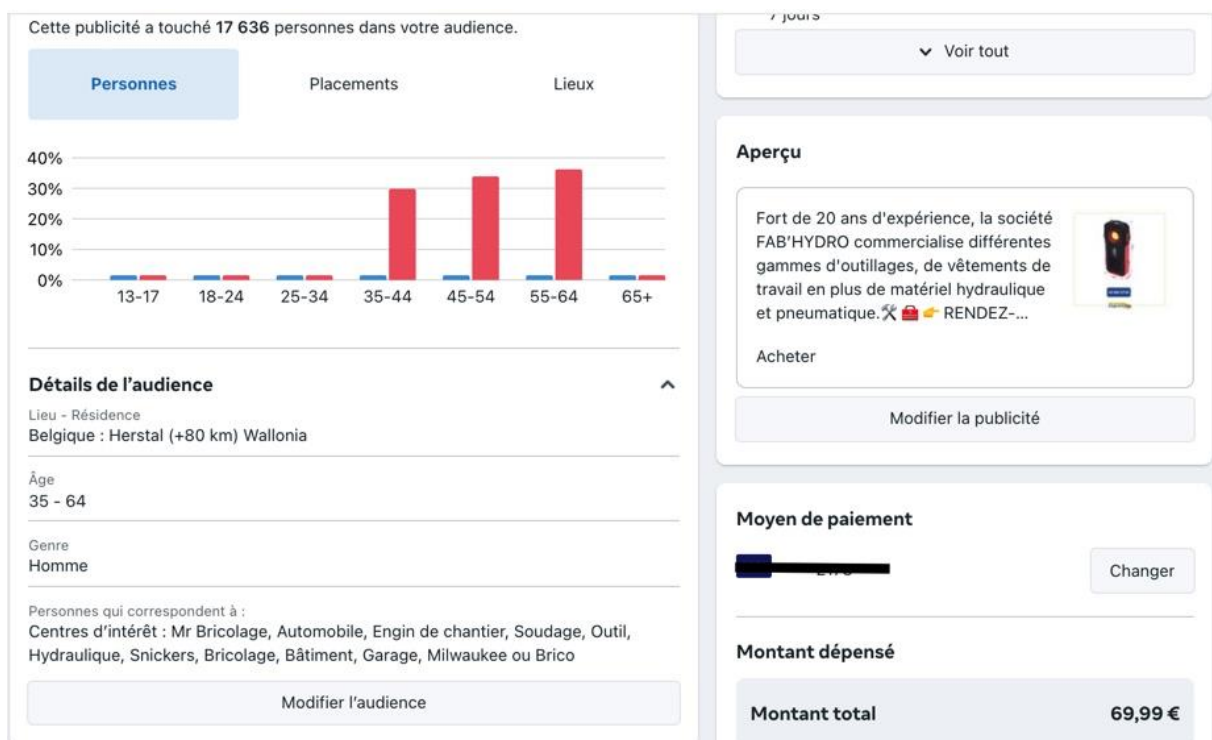 Cette publicité a touché 17 636 personnes dans votre audience.
Personnes
Placements
Lieux
40%
30%
20%
10%
0%
13-17
18-24
25-34
35-44
45-54
55-64
65+
Détails de l'audience
Lieu - Résidence
Belgique : Herstal (+80 km) Wallonia
Âge
35 - 64
Genre
Homme
Personnes qui correspondent à :
Centres d'intérêt : Mr Bricolage, Automobile, Engin de chantier, Soudage, Outil,
Hydraulique, Snickers, Bricolage, Bâtiment, Garage, Milwaukee ou Brico
Modifier l'audience
7 jours
Voir tout
Aperçu
Fort de 20 ans d'expérience, la société
FAB'HYDRO commercialise différentes
gammes d'outillages, de vêtements de
travail en plus de matériel hydraulique
et pneumatique.🛠️ 🧰 👉 RENDEZ-...
Acheter
Modifier la publicité
Moyen de paiement
Changer
Montant dépensé
Montant total
69,99 €